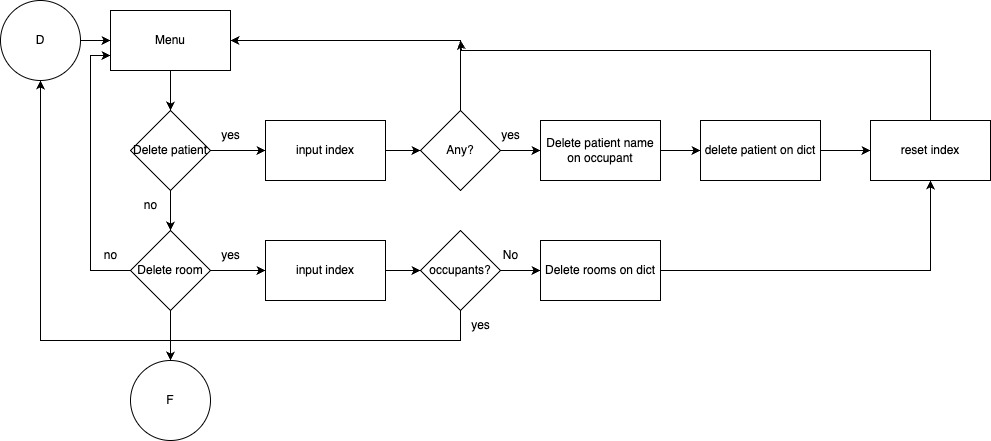 D
Menu
yes
yes
Delete patient
input index
Any?
Delete patient name
on occupant
delete patient on dict
reset index
no
no
yes
No
Delete room
input index
occupants?
Delete rooms on dict
yes
F